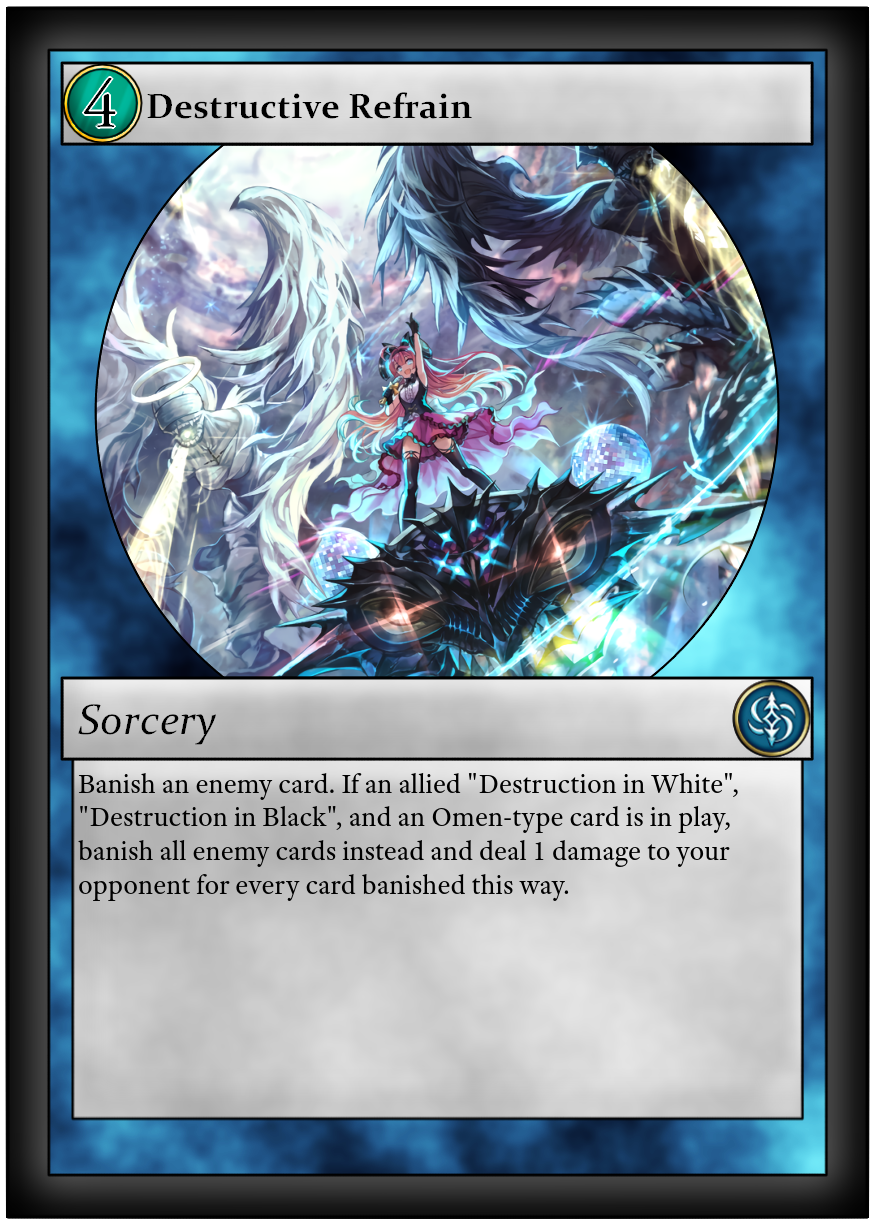 4 Destructive Refrain
Sorcery
Banish an enemy card. If an allied "Destruction in White",
"Destruction in Black", and an Omen-type card is in play,
banish all enemy cards instead and deal 1 damage to your
opponent for every card banished this way.